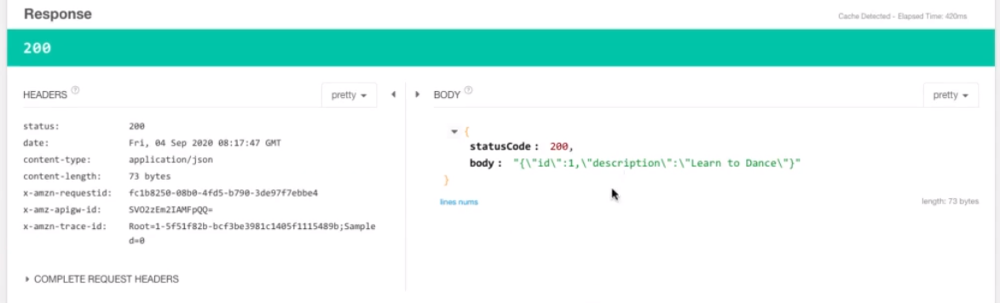 Response
Cache Detected - Elapsed Time: 420ms
200
HEADERS
pretty
BODY
pretty
status: 200
date: Fri, 04 Sep 2020 08:17:47 GMT
content-type: application/json
content-length: 73 bytes
x-amzn-requestid: fc1b8250-08b0-4fd5-b790-3de97f7ebbe4
x-amz-apigw-id: SVO2zEm2IAMFpQQ=
x-amzn-trace-id: Root=1-5f51f82b-bcf3be3981c1405f1115489b;Sample
d=0
COMPLETE REQUEST HEADERS
{
statusCode : 200,
body : "{\"id\":1,\"description\":\"Learn to Dance\"}"
}
lines nums
length: 73 bytes